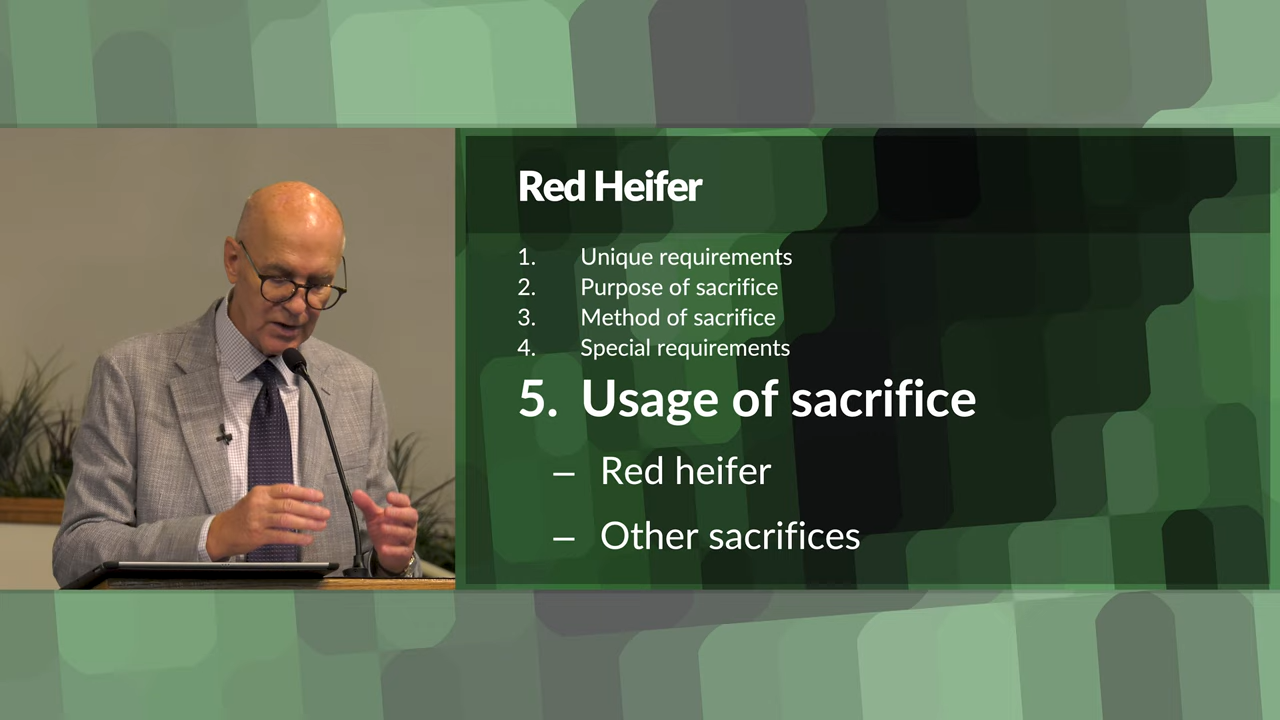 Red Heifer
1. Unique requirements
2. Purpose of sacrifice
3. Method of sacrifice
4. Special requirements
5. Usage of sacrifice
– Red heifer
– Other sacrifices